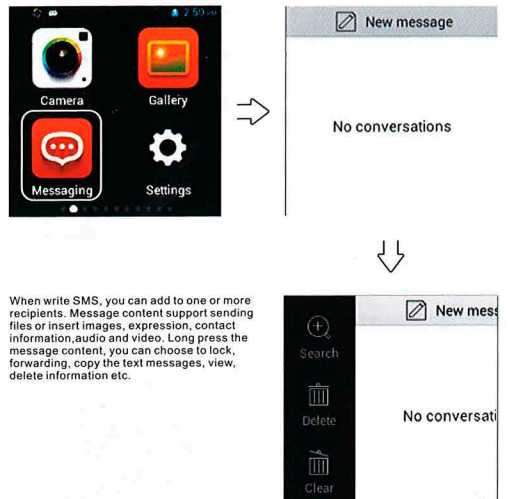 2:59
Camera
Gallery
Messaging
Settings
New message
No conversations
When write SMS, you can add to one or more
recipients. Message content support sending
files or insert images, expression, contact
information,audio and video. Long press the
message content, you can choose to lock,
forwarding, copy the text messages, view,
delete information etc.
Search
Delete
Clear
New mess
No conversati